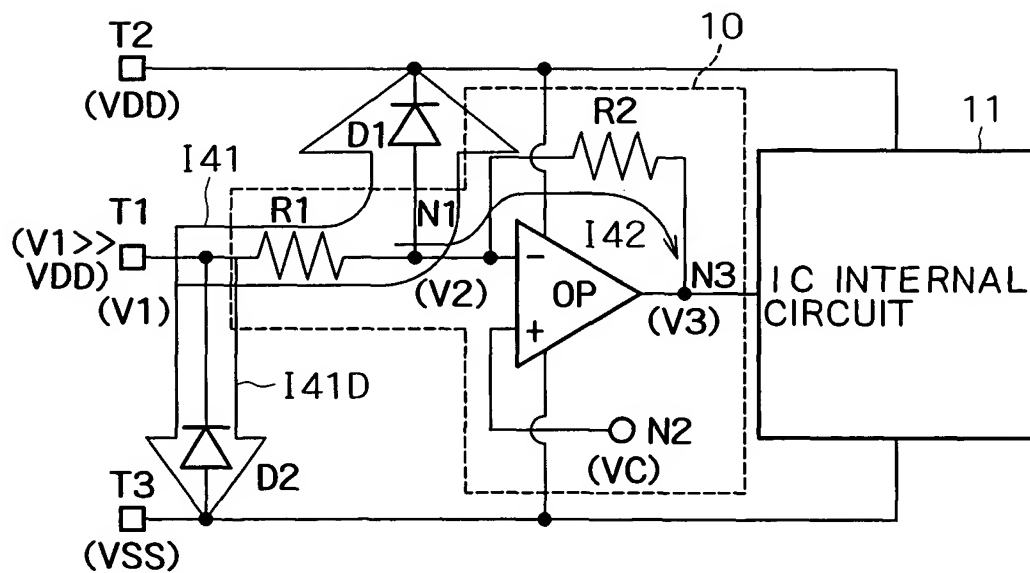 T2
(VDD)
10
R2
11
D1
I41
T1
(V1>>
VDD)
(V1)
R1
N1
(V2)
I42
−
OP
+
N3
(V3)
IC INTERNAL
CIRCUIT
I41D
N2
(VC)
T3
D2
(VSS)